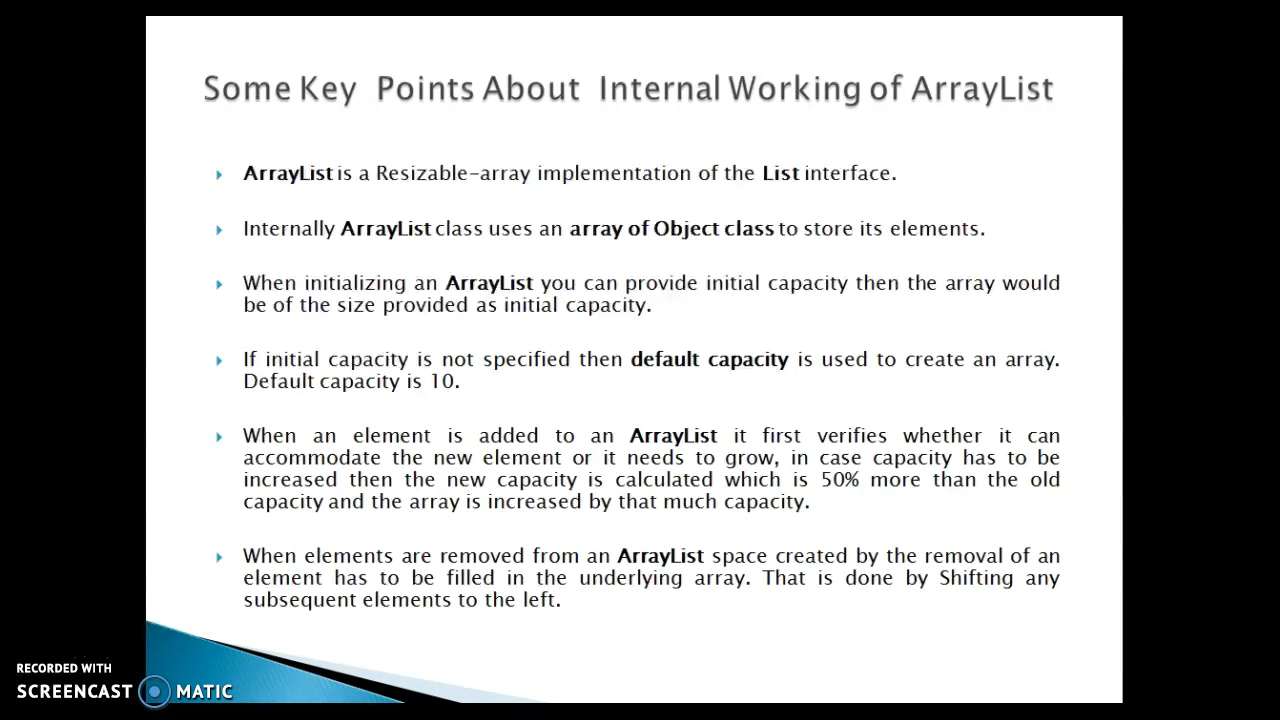 Some Key Points About Internal Working of ArrayList
ArrayList is a Resizable-array implementation of the List interface.
Internally ArrayList class uses an array of Object class to store its elements.
When initializing an ArrayList you can provide initial capacity then the array would
be of the size provided as initial capacity.
If initial capacity is not specified then default capacity is used to create an array.
Default capacity is 10.
When an element is added to an ArrayList it first verifies whether it can
accommodate the new element or it needs to grow, in case capacity has to be
increased then the new capacity is calculated which is 50% more than the old
capacity and the array is increased by that much capacity.
When elements are removed from an ArrayList space created by the removal of an
element has to be filled in the underlying array. That is done by Shifting any
subsequent elements to the left.
RECORDED WITH
SCREENCAST MATIC